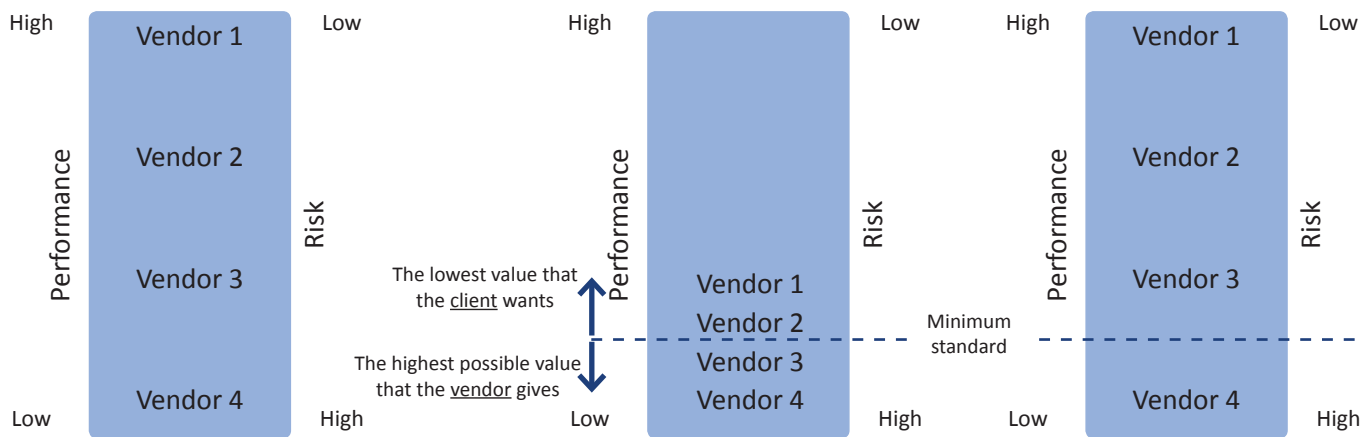 High
Vendor 1
Low
Vendor 2
Performance
Risk
Vendor 3
Vendor 4
Low
High
High
Low
Performance
Risk
The lowest value that
the client wants
Vendor 1
Vendor 2
Minimum
standard
The highest possible value
that the vendor gives
Vendor 3
Vendor 4
Low
High
High
Vendor 1
Low
Vendor 2
Performance
Risk
Vendor 3
Vendor 4
Low
High